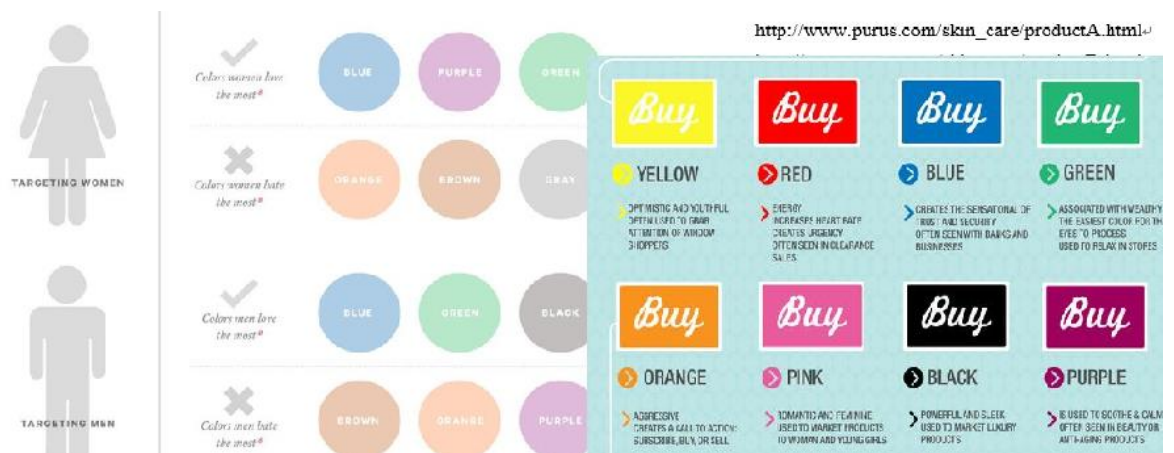 TARGETING WOMEN
Colors women love
the most*
BLUE
PURPLE
GREEN
Colors women hate
the most*
ORANGE
BROWN
GRAY
TARGETING MEN
Colors men love
the most*
BLUE
GREEN
BLACK
Colors men hate
the most*
BROWN
ORANGE
PURPLE
http://www.purus.com/skin_care/productA.html
Buy
Buy
Buy
Buy
YELLOW
RED
BLUE
GREEN
OPTIMISTIC AND YOUTHFUL
OFTEN USED TO GRAB
ATTENTION OF WINDOW
SHOPPERS
ENERGY
INCREASES HEART RATE
CREATES URGENCY
OFTEN SEEN IN CLEARANCE
SALES
CREATES THE SENSATIONAL OF
TRUST AND SECURITY
OFTEN SEEN WITH BANKS AND
BUSINESSES
ASSOCIATED WITH WEALTHY
THE EASIEST COLOR FOR TH
EYES TO PROCESS
USED TO RELAX IN STORES
Buy
Buy
Buy
Buy
ORANGE
PINK
BLACK
PURPLE
AGGRESSIVE
CREATES A CALL TO ACTION:
SUBSCRIBE, BUY, OR SELL
ROMANTIC AND FEMININE
USED TO MARKET PRODUCTS
TO WOMAN AND YOUNG GIRLS
POWERFUL AND SLEEK
USED TO MARKET LUXURY
PRODUCTS
IS USED TO SOOTHE & CALM
OFTEN SEEN IN BEAUTY OR
ANTI-AGING PRODUCTS